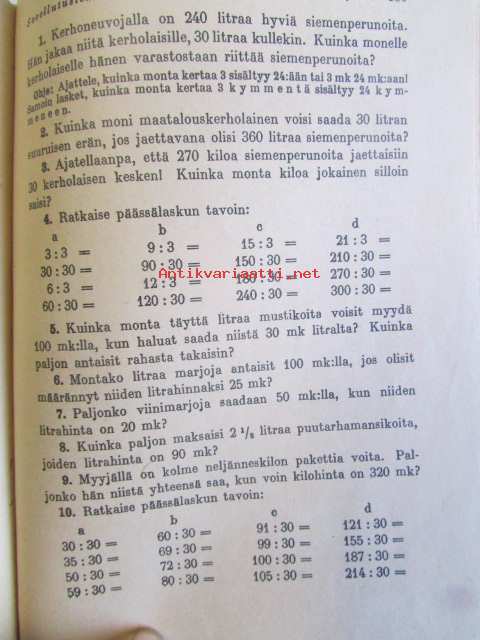 1. Kerhoneuvojalla on 240 litraa hyviä siemenperunoita.
Hän jakaa niitä kerholaisille, 30 litraa kullekin. Kuinka monelle
kerholaiselle hänen varastostaan riittää siemenperunoita?
Ohje: Ajattele, kuinka monta kertaa 3 sisältyy 24:ään tai 3 mk 24 mk:aan!
Samoin lasket, kuinka monta kertaa 3 kymmentä sisältyy 24 kym-
meneen.
2. Kuinka moni maatalouskerholainen voisi saada 30 litran
suuruisen erän, jos jaettavana olisi 360 litraa siemenperunoita?
3. Ajatellaanpa, että 270 kiloa siemenperunoita jaettaisiin
30 kerholaisen kesken! Kuinka monta kiloa jokainen silloin
saisi?
4. Ratkaise päässälaskun tavoin:
a b c d
3 : 3 = 9 : 3 = 15 : 3 = 21 : 3 =
30 : 30 = 90 : 30 = 150 : 30 = 210 : 30 =
6 : 3 = 12 : 3 = 180 : 30 = 270 : 30 =
60 : 30 = 120 : 30 = 240 : 30 = 300 : 30 =
Antikvariaatti.net
5. Kuinka monta täyttä litraa mustikoita voisit myydä
100 mk:lla, kun haluat saada niistä 30 mk litralta? Kuinka
paljon antaisit rahasta takaisin?
6. Montako litraa marjoja antaisit 100 mk:lla, jos olisit
määrännyt niiden litrahinnaksi 25 mk?
7. Paljonko viinimarjoja saadaan 50 mk:lla, kun niiden
litrahinta on 20 mk?
8. Kuinka paljon maksaisi 2 1/2 litraa puutarhamansikoita,
joiden litrahinta on 90 mk?
9. Myyjällä on kolme neljänneskilon pakettia voita. Pal-
jonko hän niistä yhteensä saa, kun voin kilohinta on 320 mk?
10. Ratkaise päässälaskun tavoin:
a b c d
30 : 30 = 60 : 30 = 91 : 30 = 121 : 30 =
35 : 30 = 69 : 30 = 99 : 30 = 155 : 30 =
50 : 30 = 72 : 30 = 100 : 30 = 187 : 30 =
59 : 30 = 80 : 30 = 105 : 30 = 214 : 30 =